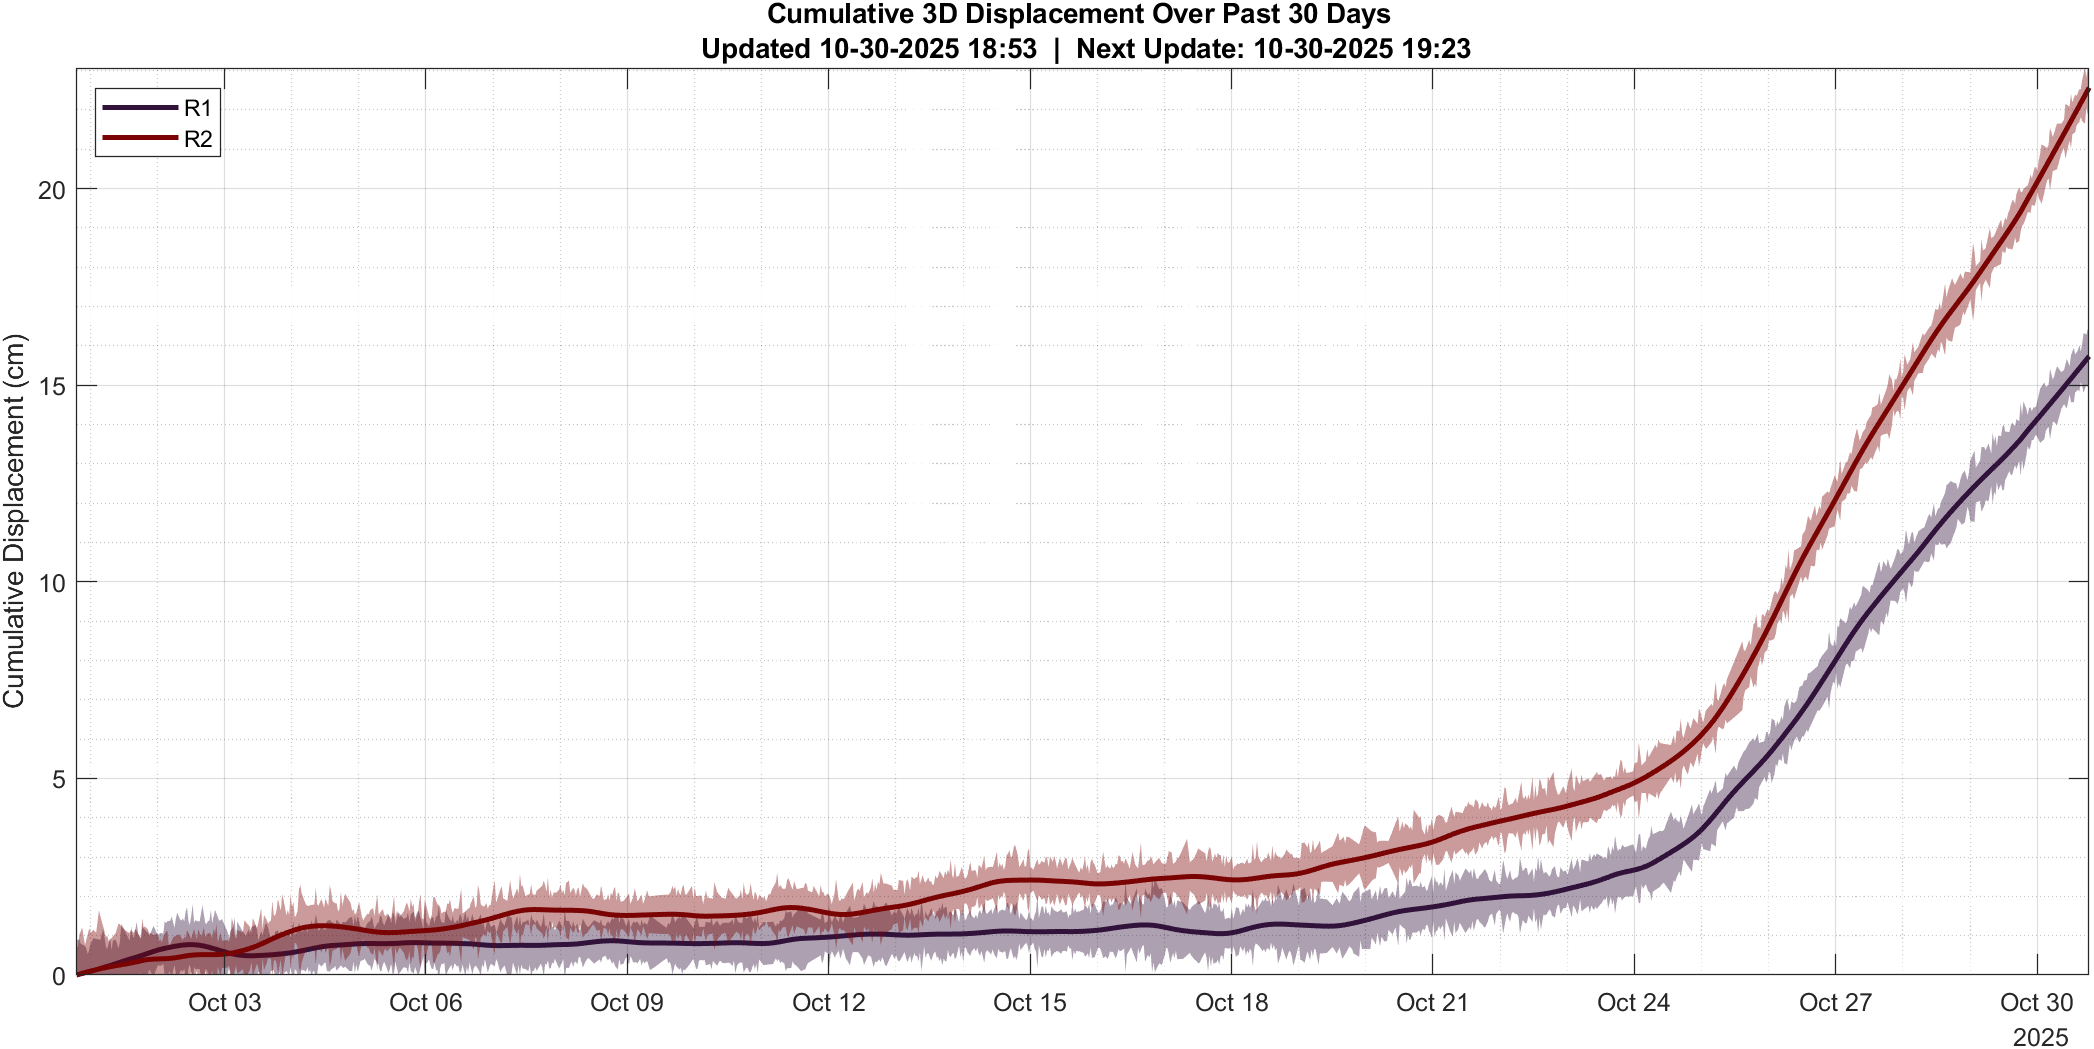 Cumulative 3D Displacement Over Past 30 Days
Updated 10-30-2025 18:53 | Next Update: 10-30-2025 19:23
R1
R2
Cumulative Displacement (cm)
20
15
10
5
0
Oct 03 Oct 06 Oct 09 Oct 12 Oct 15 Oct 18 Oct 21 Oct 24 Oct 27 Oct 30
2025